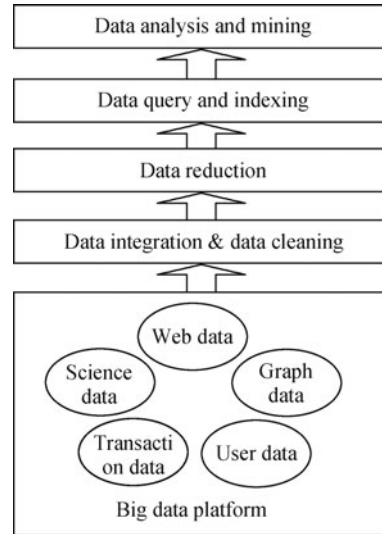 Data analysis and mining
Data query and indexing
Data reduction
Data integration & data cleaning
Web data
Science
data
Graph
data
Transacti
on data
User data
Big data platform